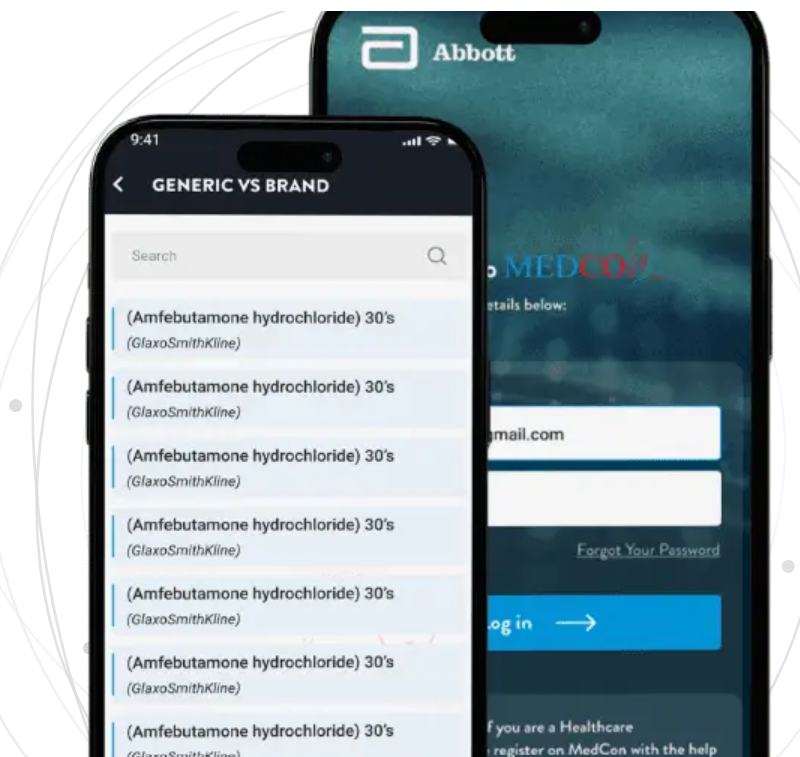 Abbott
9:41
GENERIC VS BRAND
Search
(Amfebutamone hydrochloride) 30's
(GlaxoSmithKline)
(Amfebutamone hydrochloride) 30's
(GlaxoSmithKline)
(Amfebutamone hydrochloride) 30's
(GlaxoSmithKline)
(Amfebutamone hydrochloride) 30's
(GlaxoSmithKline)
(Amfebutamone hydrochloride) 30's
(GlaxoSmithKline)
(Amfebutamone hydrochloride) 30's
(GlaxoSmithKline)
(Amfebutamone hydrochloride) 30's
(GlaxoSmithKline)
MEDCON
etails below:
gmail.com
Forgot Your Password
og in
f you are a Healthcare
register on MedCon with the help